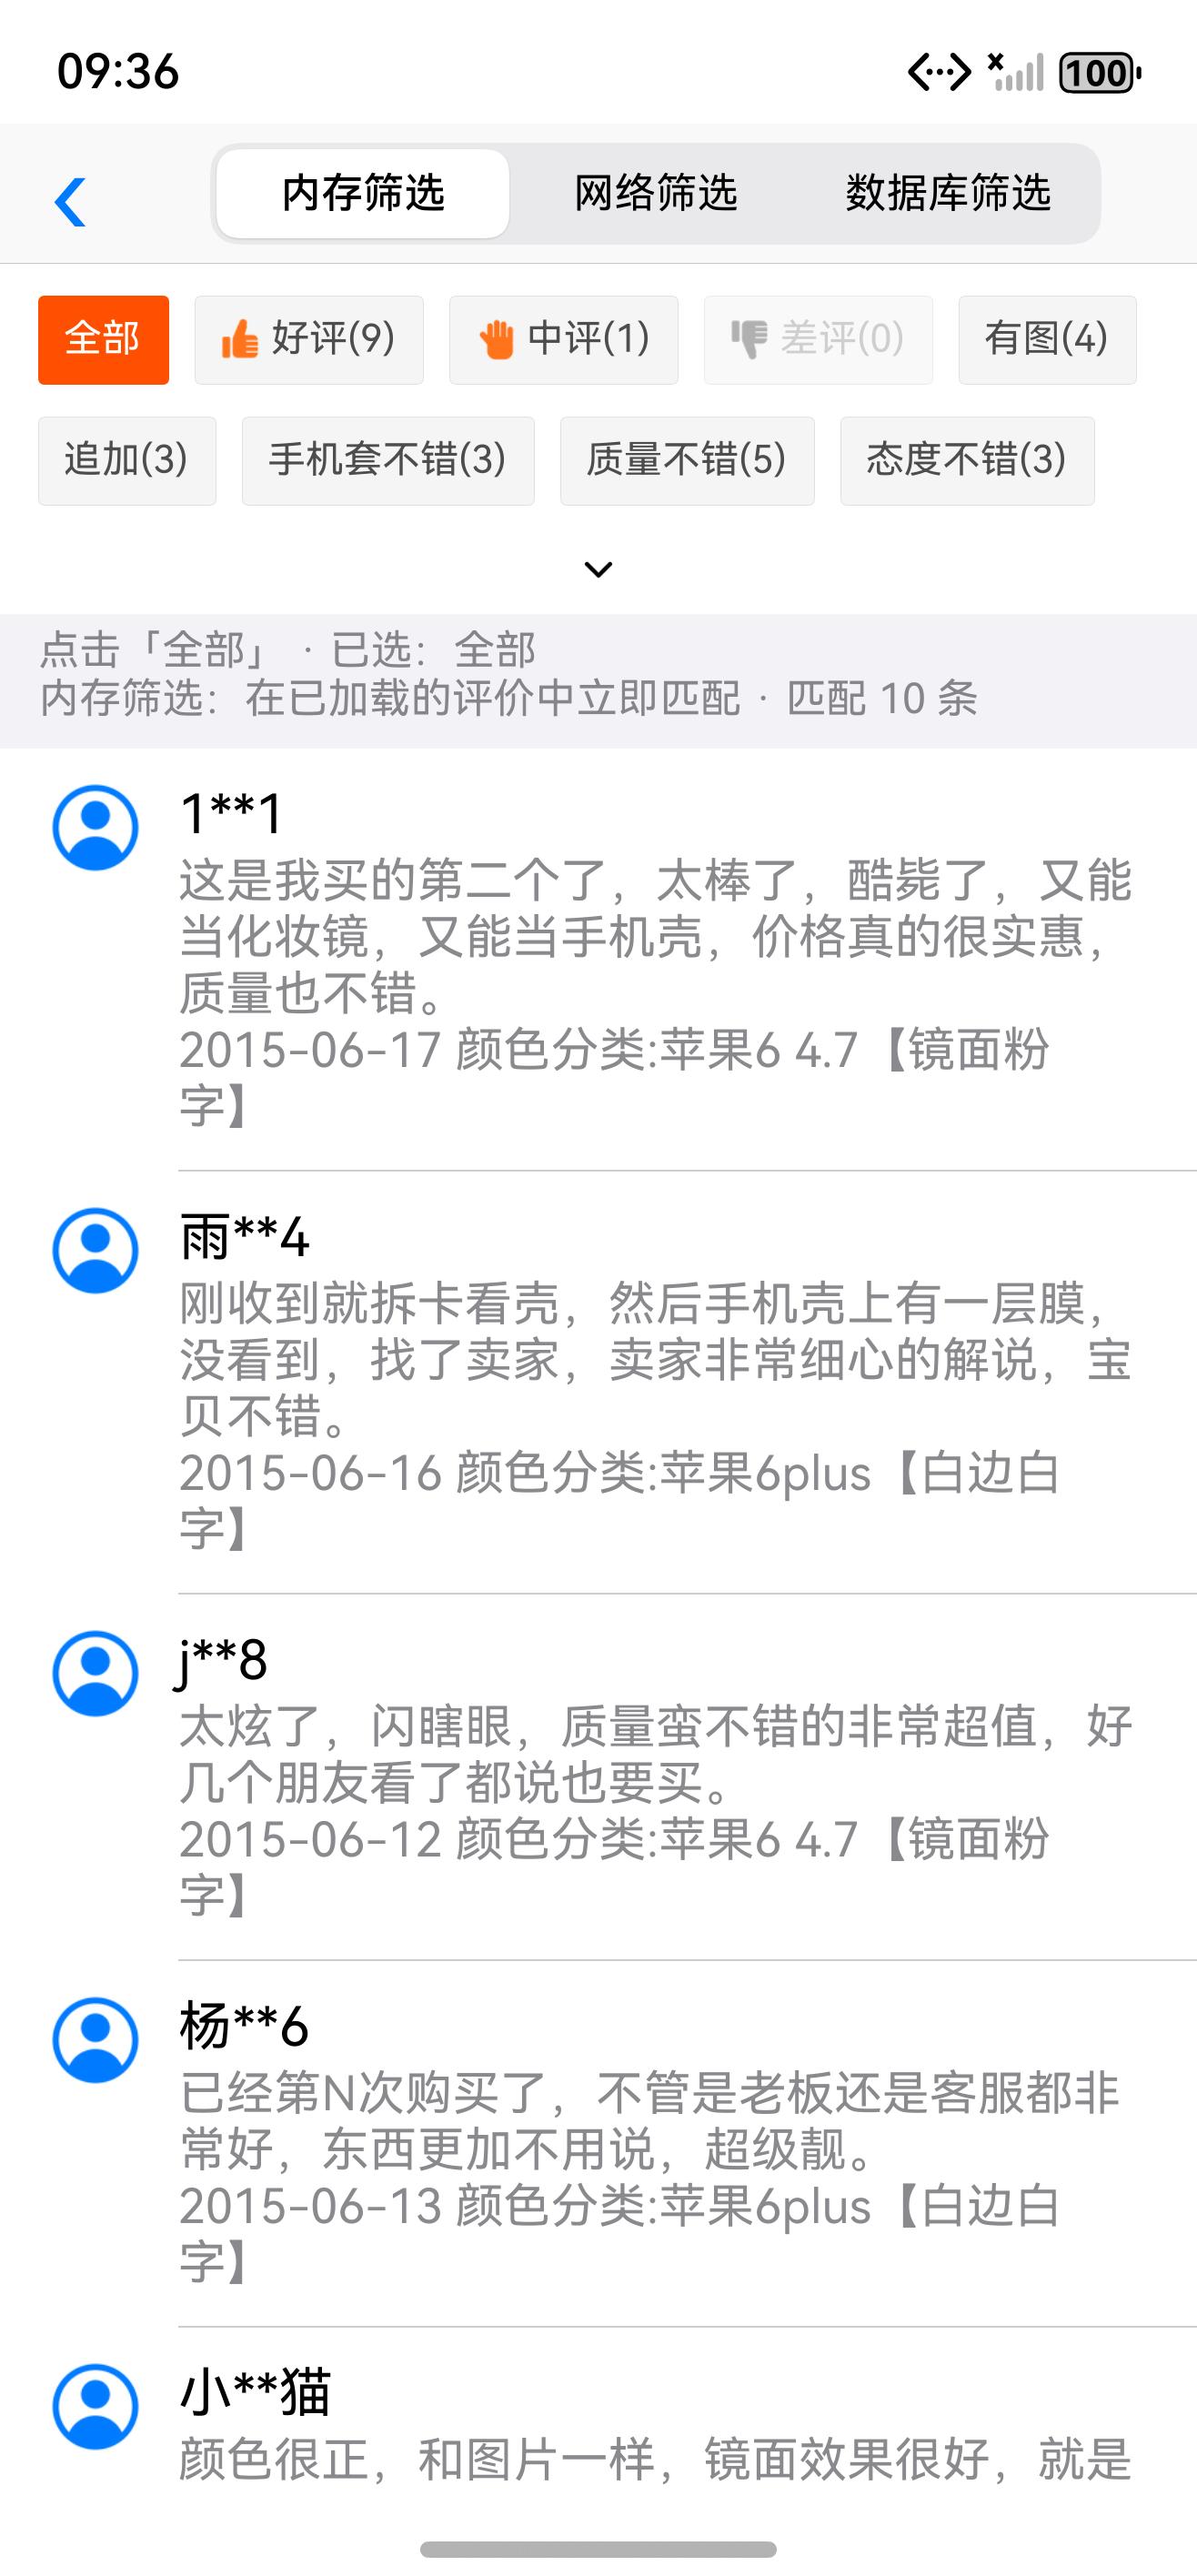 09:36
100
内存筛选 网络筛选 数据库筛选
全部 好评(9) 中评(1) 差评(0) 有图(4)
追加(3) 手机套不错(3) 质量不错(5) 态度不错(3)
点击「全部」 · 已选：全部
内存筛选：在已加载的评价中立即匹配 · 匹配 10 条
1**1
这是我买的第二个了，太棒了，酷毙了，又能
当化妆镜，又能当手机壳，价格真的很实惠，
质量也不错。
2015-06-17 颜色分类:苹果6 4.7【镜面粉
字】
雨**4
刚收到就拆卡看壳，然后手机壳上有一层膜，
没看到，找了卖家，卖家非常细心的解说，宝
贝不错。
2015-06-16 颜色分类:苹果6plus【白边白
字】
j**8
太炫了，闪瞎眼，质量蛮不错的非常超值，好
几个朋友看了都说也要买。
2015-06-12 颜色分类:苹果6 4.7【镜面粉
字】
杨**6
已经第N次购买了，不管是老板还是客服都非
常好，东西更加不用说，超级靓。
2015-06-13 颜色分类:苹果6plus【白边白
字】
小**猫
颜色很正，和图片一样，镜面效果很好，就是